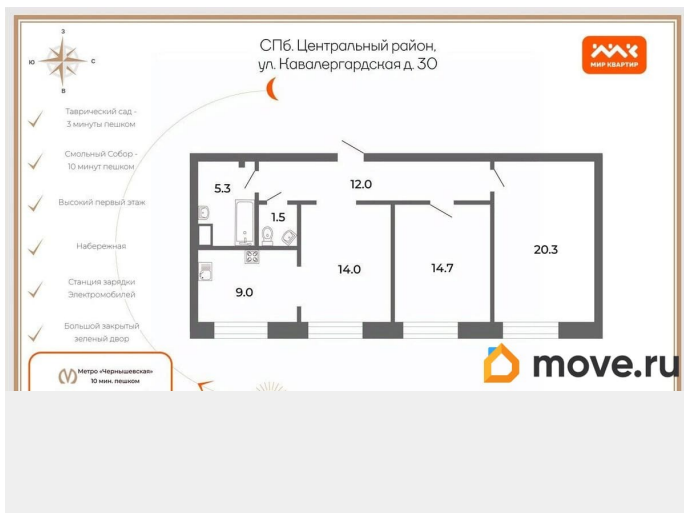 СПб. Центральный район,
ул. Кавалергардская д. 30
МИР КВАРТИР
З
Ю
С
В
Таврический сад -
3 минуты пешком
Смольный Собор -
10 минут пешком
Высокий первый этаж
Набережная
Станция зарядки
Электромобилей
Большой закрытый
зеленый двор
Метро «Чернышевская»
10 мин. пешком
5.3
12.0
1.5
20.3
14.0
14.7
9.0
move.ru